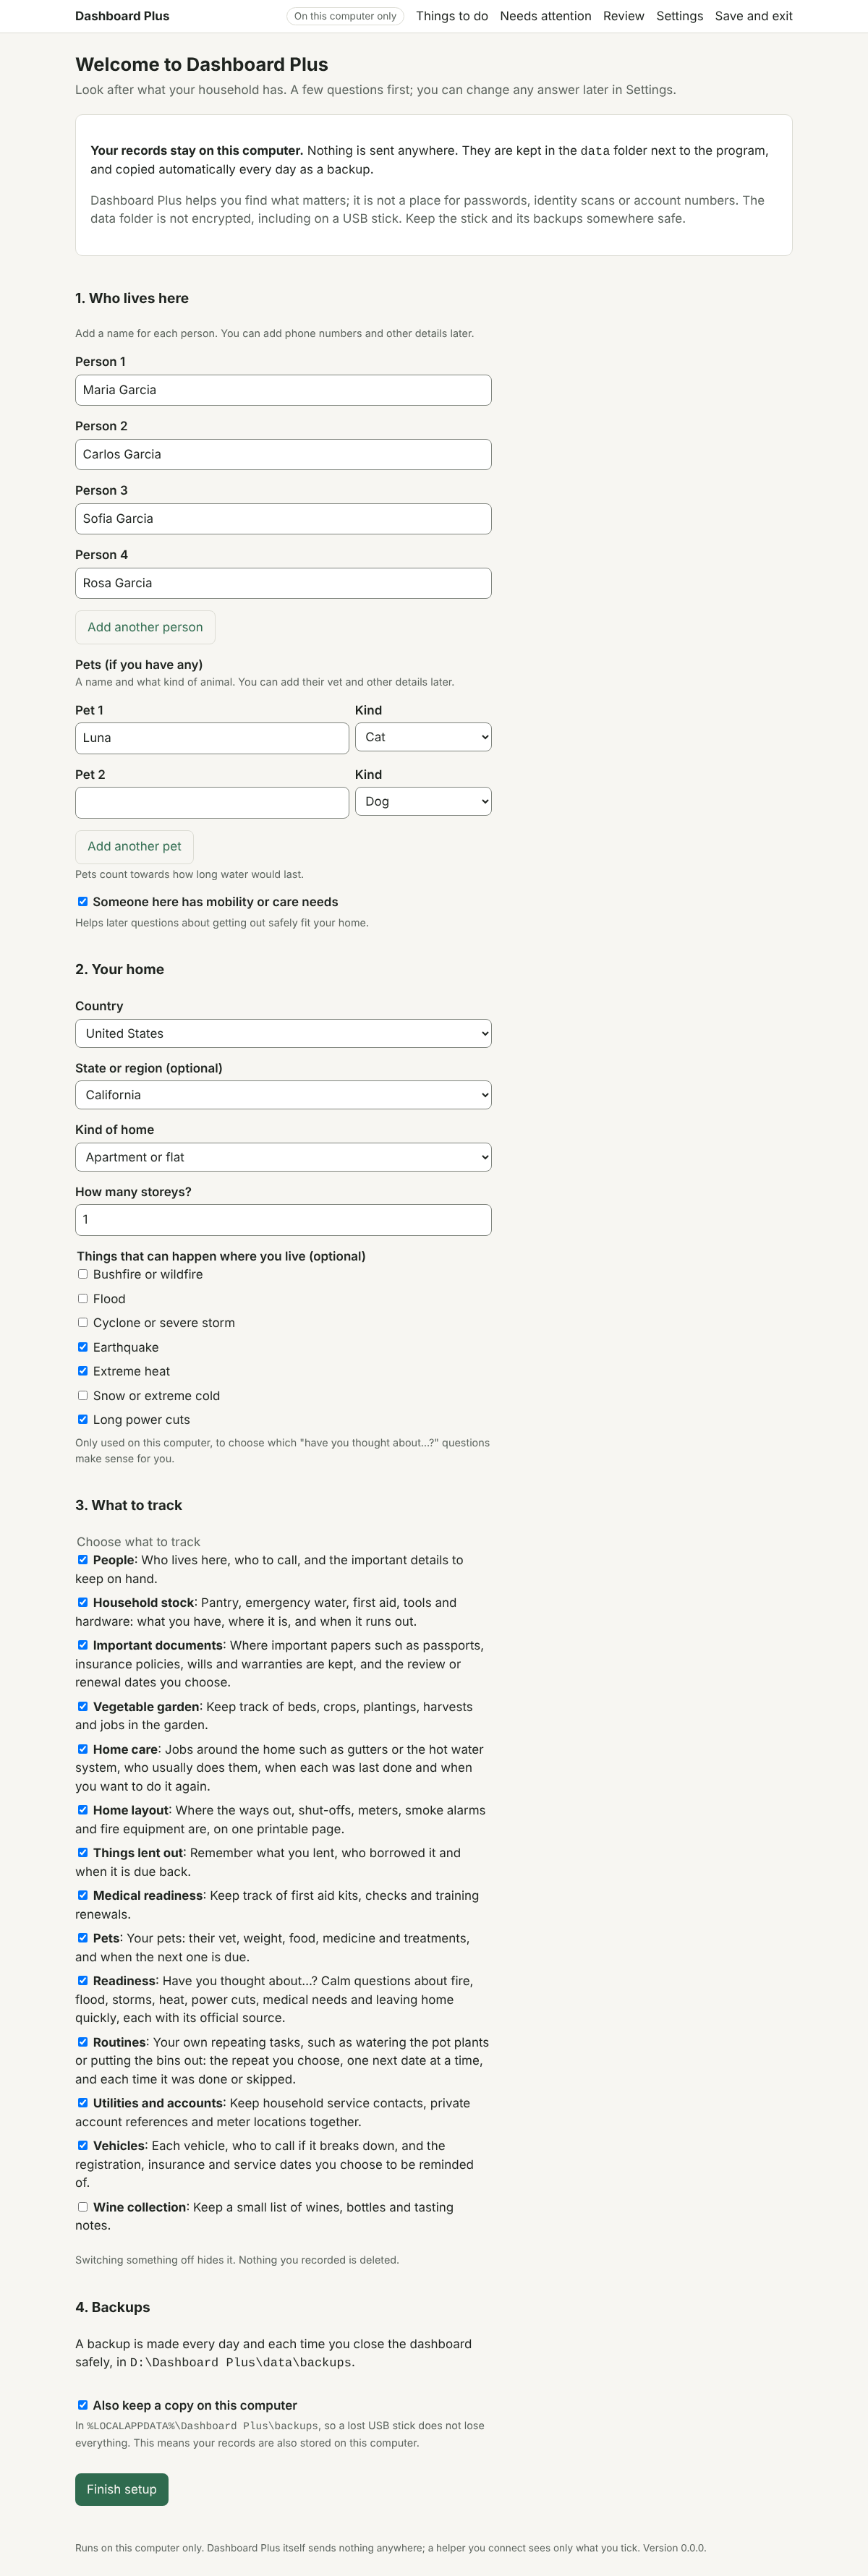 Dashboard Plus
On this computer only
Things to do
Needs attention
Review
Settings
Save and exit
Welcome to Dashboard Plus
Look after what your household has. A few questions first; you can change any answer later in Settings.
Your records stay on this computer. Nothing is sent anywhere. They are kept in the data folder next to the program,
and copied automatically every day as a backup.
Dashboard Plus helps you find what matters; it is not a place for passwords, identity scans or account numbers. The
data folder is not encrypted, including on a USB stick. Keep the stick and its backups somewhere safe.
1. Who lives here
Add a name for each person. You can add phone numbers and other details later.
Person 1
Maria Garcia
Person 2
Carlos Garcia
Person 3
Sofia Garcia
Person 4
Rosa Garcia
Add another person
Pets (if you have any)
A name and what kind of animal. You can add their vet and other details later.
Pet 1
Kind
Luna
Cat
Pet 2
Kind
Dog
Add another pet
Pets count towards how long water would last.
Someone here has mobility or care needs
Helps later questions about getting out safely fit your home.
2. Your home
Country
United States
State or region (optional)
California
Kind of home
Apartment or flat
How many storeys?
1
Things that can happen where you live (optional)
Bushfire or wildfire
Flood
Cyclone or severe storm
Earthquake
Extreme heat
Snow or extreme cold
Long power cuts
Only used on this computer, to choose which "have you thought about...?" questions
make sense for you.
3. What to track
Choose what to track
People: Who lives here, who to call, and the important details to
keep on hand.
Household stock: Pantry, emergency water, first aid, tools and
hardware: what you have, where it is, and when it runs out.
Important documents: Where important papers such as passports,
insurance policies, wills and warranties are kept, and the review or
renewal dates you choose.
Vegetable garden: Keep track of beds, crops, plantings, harvests
and jobs in the garden.
Home care: Jobs around the home such as gutters or the hot water
system, who usually does them, when each was last done and when
you want to do it again.
Home layout: Where the ways out, shut-offs, meters, smoke alarms
and fire equipment are, on one printable page.
Things lent out: Remember what you lent, who borrowed it and
when it is due back.
Medical readiness: Keep track of first aid kits, checks and training
renewals.
Pets: Your pets: their vet, weight, food, medicine and treatments,
and when the next one is due.
Readiness: Have you thought about...? Calm questions about fire,
flood, storms, heat, power cuts, medical needs and leaving home
quickly, each with its official source.
Routines: Your own repeating tasks, such as watering the pot plants
or putting the bins out: the repeat you choose, one next date at a time,
and each time it was done or skipped.
Utilities and accounts: Keep household service contacts, private
account references and meter locations together.
Vehicles: Each vehicle, who to call if it breaks down, and the
registration, insurance and service dates you choose to be reminded
of.
Wine collection: Keep a small list of wines, bottles and tasting
notes.
Switching something off hides it. Nothing you recorded is deleted.
4. Backups
A backup is made every day and each time you close the dashboard
safely, in D:\Dashboard Plus\data\backups.
Also keep a copy on this computer
In %LOCALAPPDATA%\Dashboard Plus\backups, so a lost USB stick does not lose
everything. This means your records are also stored on this computer.
Finish setup
Runs on this computer only. Dashboard Plus itself sends nothing anywhere; a helper you connect sees only what you tick. Version 0.0.0.